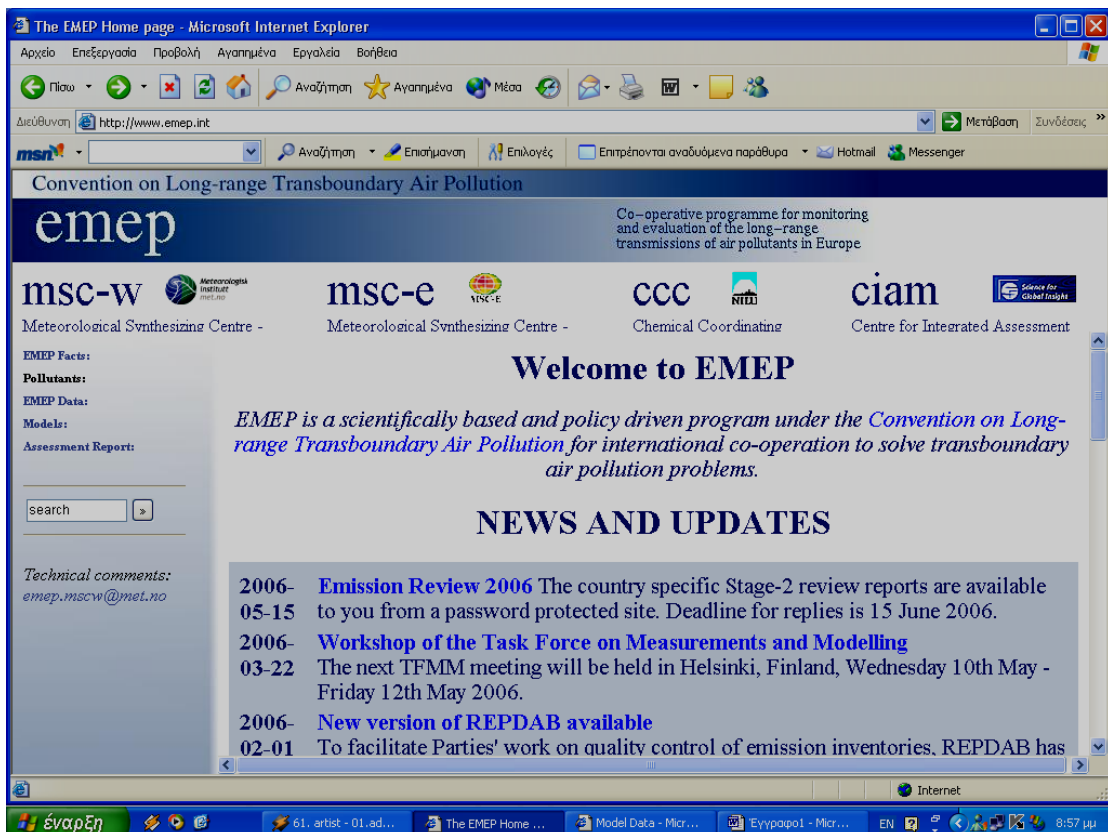 The EMEP Home page - Microsoft Internet Explorer
Αρχείο Επεξεργασία Προβολή Αγαπημένα Εργαλεία Βοήθεια
Πίσω Αναζήτηση Αγαπημένα Μέσα
Διεύθυνση http://www.emep.int Μετάβαση Συνδέσεις »
msn Αναζήτηση Επισήμανση Επιλογές Επιτρέπονται αναδυόμενα παράθυρα Hotmail Messenger
Convention on Long-range Transboundary Air Pollution
emep
Co-operative programme for monitoring
and evaluation of the long-range
transmissions of air pollutants in Europe
msc-w Meteorologisk institutt met.no msc-e MSC-E ccc NILU ciam Science for Global Insight
Meteorological Synthesizing Centre - Meteorological Synthesizing Centre - Chemical Coordinating Centre for Integrated Assessment
EMEP Facts:
Pollutants:
EMEP Data:
Models:
Assessment Report:
search »
Technical comments:
emep.mscw@met.no
Welcome to EMEP
EMEP is a scientifically based and policy driven program under the Convention on Long-
range Transboundary Air Pollution for international co-operation to solve transboundary
air pollution problems.
NEWS AND UPDATES
2006- Emission Review 2006 The country specific Stage-2 review reports are available
05-15 to you from a password protected site. Deadline for replies is 15 June 2006.
2006- Workshop of the Task Force on Measurements and Modelling
03-22 The next TFMM meeting will be held in Helsinki, Finland, Wednesday 10th May -
Friday 12th May 2006.
2006- New version of REPDAB available
02-01 To facilitate Parties' work on quality control of emission inventories, REPDAB has
Internet
έναρξη 61. artist - 01.ad... The EMEP Home ... Model Data - Micr... Έγγραφο1 - Micr... EN 8:57 μμ